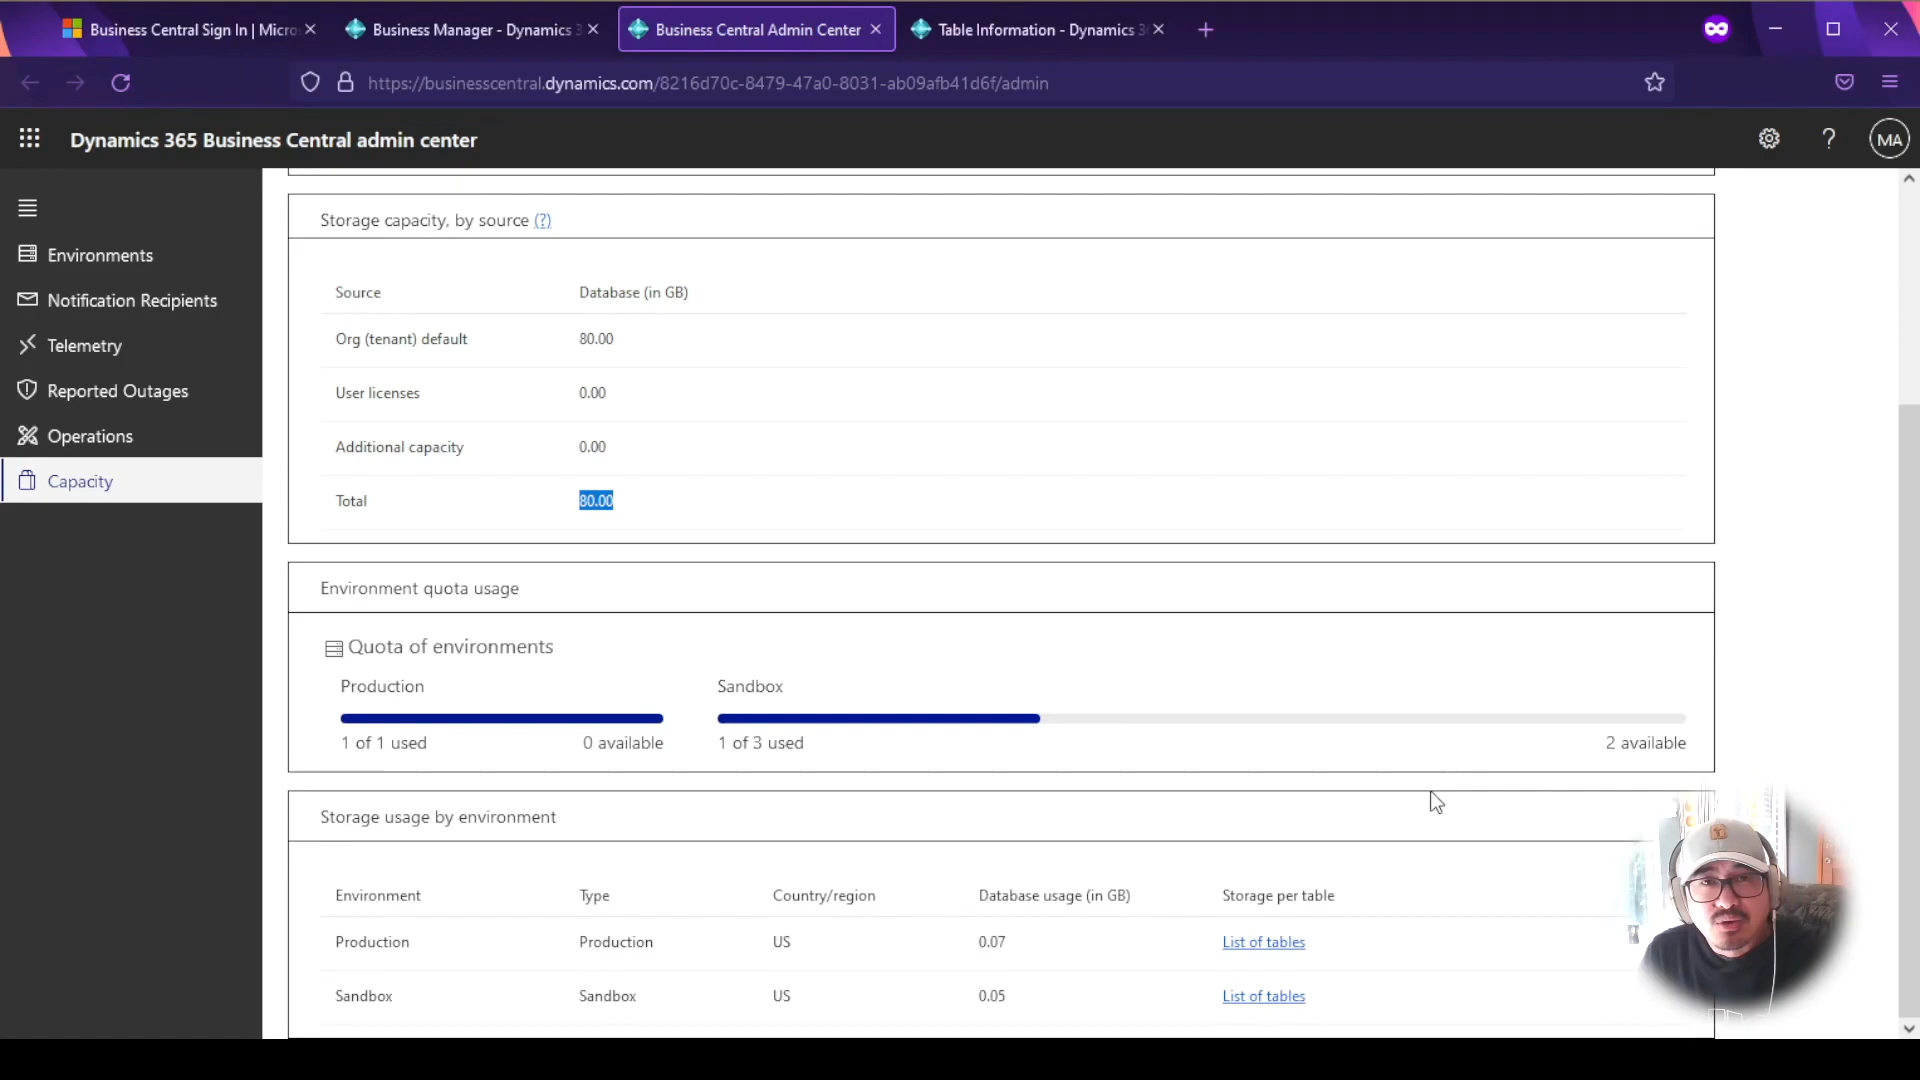 Business Central Sign In | Micro
Business Manager - Dynamics 3
Business Central Admin Center
Table Information - Dynamics 3
https://businesscentral.dynamics.com/8216d70c-8479-47a0-8031-ab09afb41d6f/admin
Dynamics 365 Business Central admin center
?
MA
Environments
Notification Recipients
Telemetry
Reported Outages
Operations
Capacity
Storage capacity, by source (?)
Source Database (in GB)
Org (tenant) default 80.00
User licenses 0.00
Additional capacity 0.00
Total 80.00
Environment quota usage
Quota of environments
Production Sandbox
1 of 1 used 0 available 1 of 3 used 2 available
Storage usage by environment
Environment Type Country/region Database usage (in GB) Storage per table
Production Production US 0.07 List of tables
Sandbox Sandbox US 0.05 List of tables